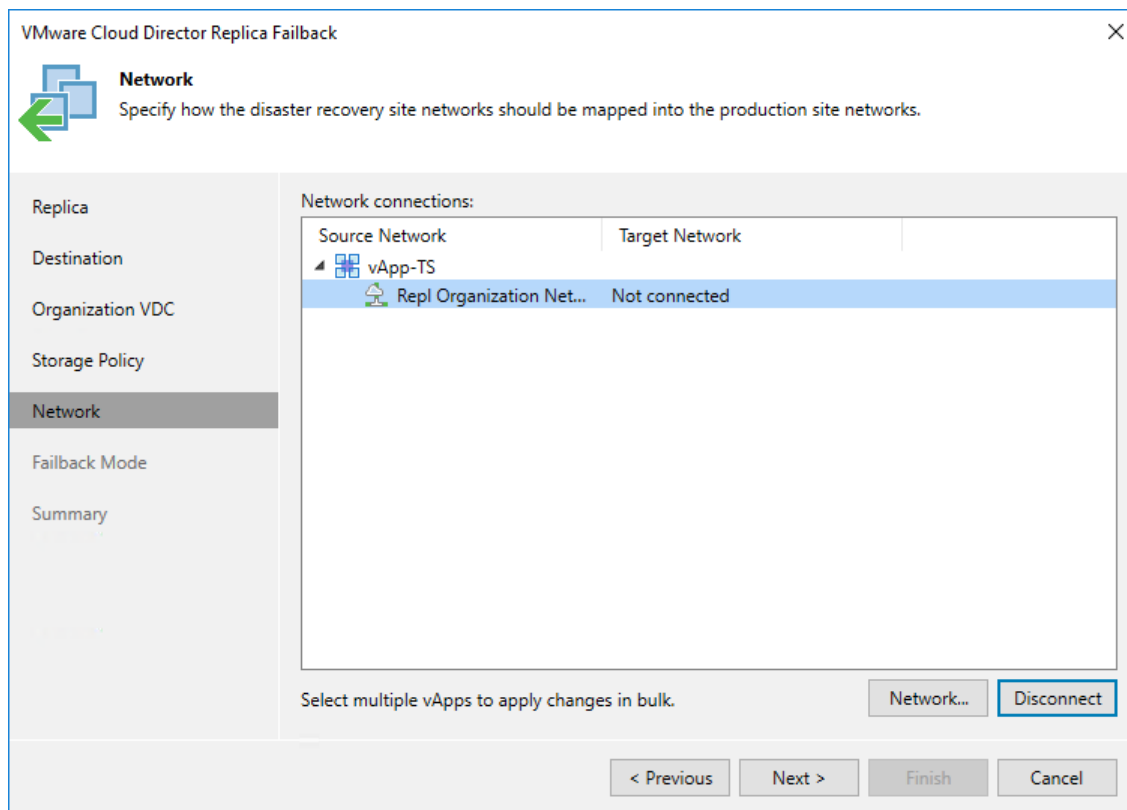 VMware Cloud Director Replica Failback
Network
Specify how the disaster recovery site networks should be mapped into the production site networks.
Replica
Destination
Organization VDC
Storage Policy
Network
Failback Mode
Summary
Network connections:
Source Network Target Network
vApp-TS
Repl Organization Net... Not connected
Select multiple vApps to apply changes in bulk.
Network... Disconnect
< Previous Next > Finish Cancel